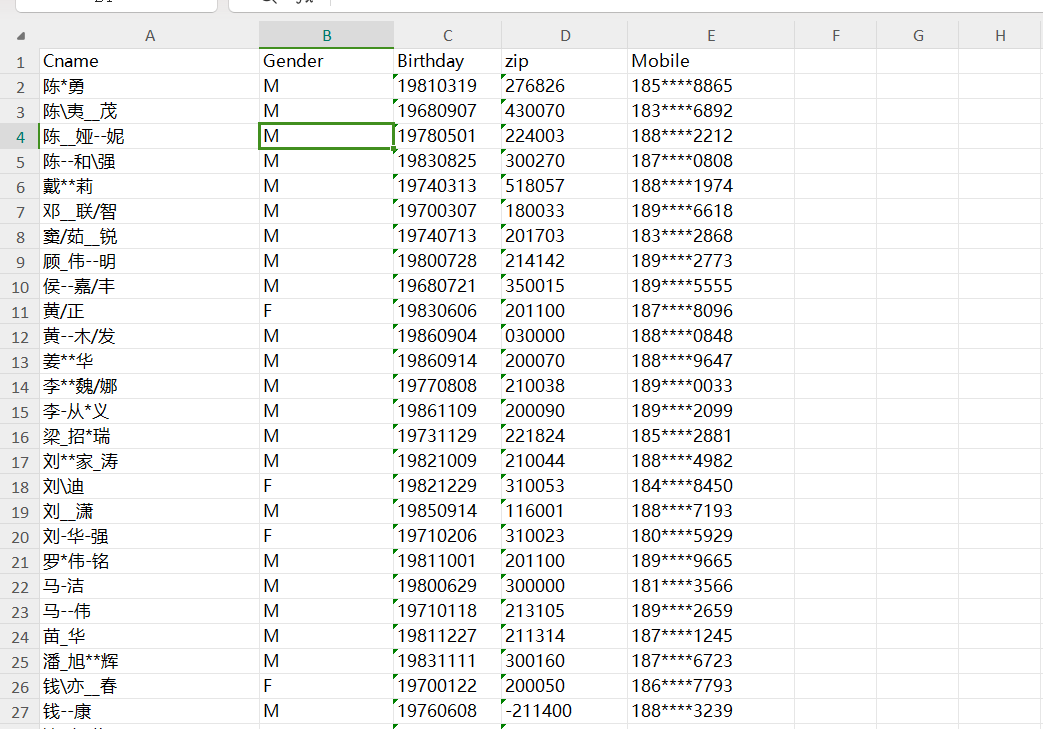 A B C D E F G H
1 Cname Gender Birthday zip Mobile
2 陈*勇 M 19810319 276826 185****8865
3 陈\夷__茂 M 19680907 430070 183****6892
4 陈__娅--妮 M 19780501 224003 188****2212
5 陈--和\强 M 19830825 300270 187****0808
6 戴**莉 M 19740313 518057 188****1974
7 邓__联/智 M 19700307 180033 189****6618
8 窦/茹__锐 M 19740713 201703 183****2868
9 顾_伟--明 M 19800728 214142 189****2773
10 侯--嘉/丰 M 19680721 350015 189****5555
11 黄/正 F 19830606 201100 187****8096
12 黄--木/发 M 19860904 030000 188****0848
13 姜**华 M 19860914 200070 188****9647
14 李**魏/娜 M 19770808 210038 189****0033
15 李-从*义 M 19861109 200090 189****2099
16 梁_招*瑞 M 19731129 221824 185****2881
17 刘**家_涛 M 19821009 210044 188****4982
18 刘\迪 F 19821229 310053 184****8450
19 刘__潇 M 19850914 116001 188****7193
20 刘-华-强 F 19710206 310023 180****5929
21 罗*伟-铭 M 19811001 201100 189****9665
22 马-洁 M 19800629 300000 181****3566
23 马--伟 M 19710118 213105 189****2659
24 苗_华 M 19811227 211314 187****1245
25 潘_旭**辉 M 19831111 300160 187****6723
26 钱\亦__春 F 19700122 200050 186****7793
27 钱--康 M 19760608 -211400 188****3239